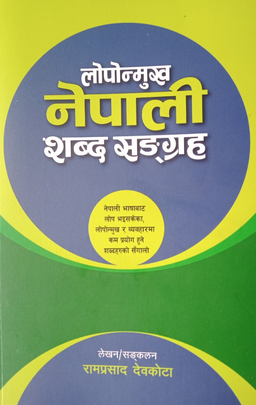 लोपोन्मुख
नेपाली
शब्द सङ्ग्रह
नेपाली भाषाबाट
लोप भइसकेका,
लोपोन्मुख र व्यवहारमा
कम प्रयोग हुने
शब्दहरूको सँगालो
लेखन/सङ्कलन
रामप्रसाद देवकोटा